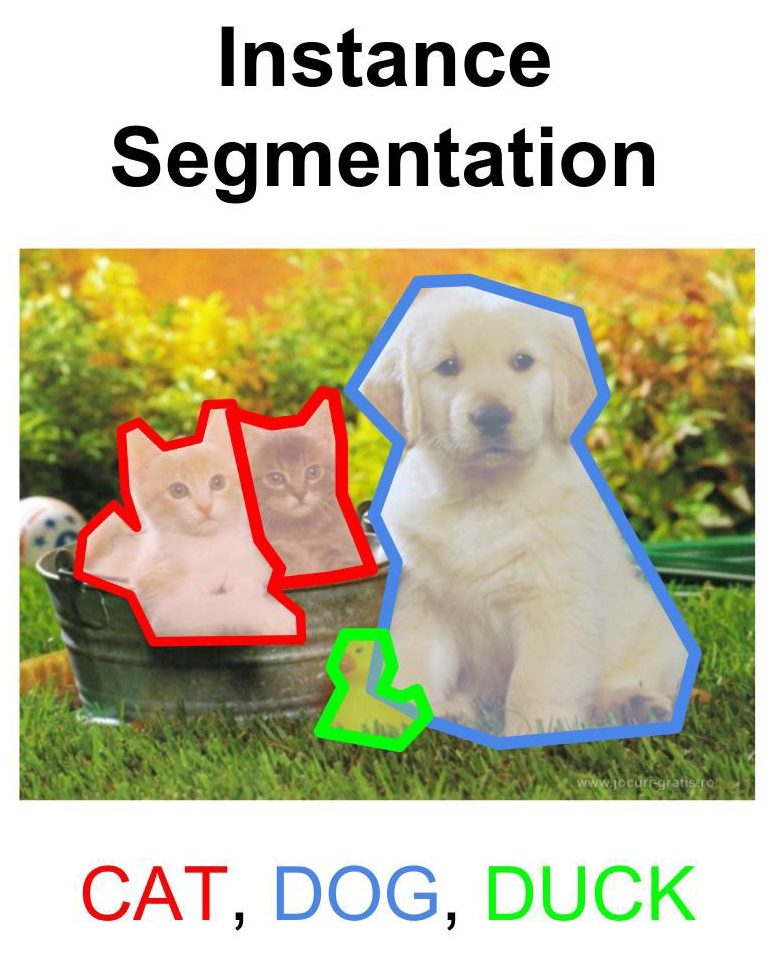 Instance
Segmentation
www.jocuri-gratis.ro
CAT, DOG, DUCK